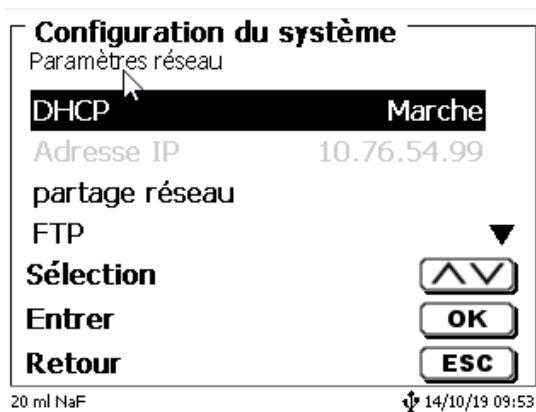 Configuration du système
Paramètres réseau
DHCP Marche
Adresse IP 10.76.54.99
partage réseau
FTP
Sélection
Entrer OK
Retour ESC
20 ml NaF 14/10/19 09:53